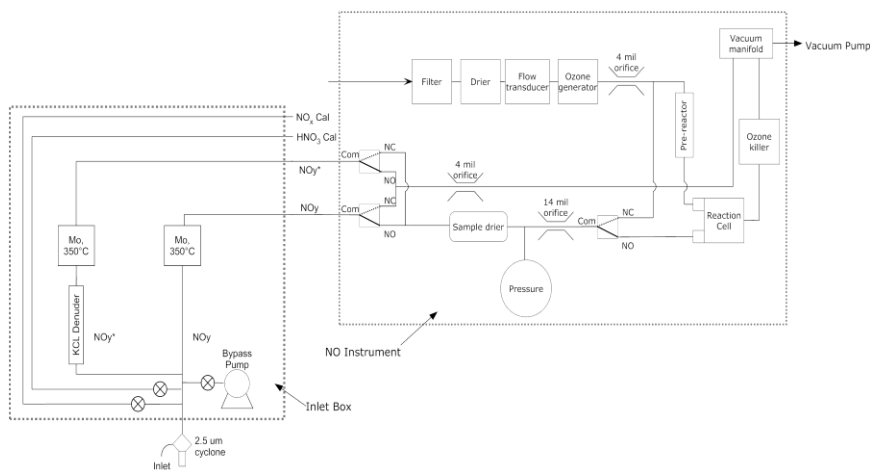 Vacuum
manifold
Vacuum Pump
4 mil
orifice
Filter
Drier
Flow
transducer
Ozone
generator
Pre-reactor
Ozone
killer
NOx Cal
HNO3 Cal
NOy*
Com
NC
NO
4 mil
orifice
NOy
Com
NC
NO
Sample drier
14 mil
orifice
Com
NC
NO
Reaction
Cell
Mo,
350°C
Mo,
350°C
Pressure
KCL Denuder
NOy*
NOy
Bypass
Pump
NO Instrument
Inlet Box
2.5 um
cyclone
Inlet